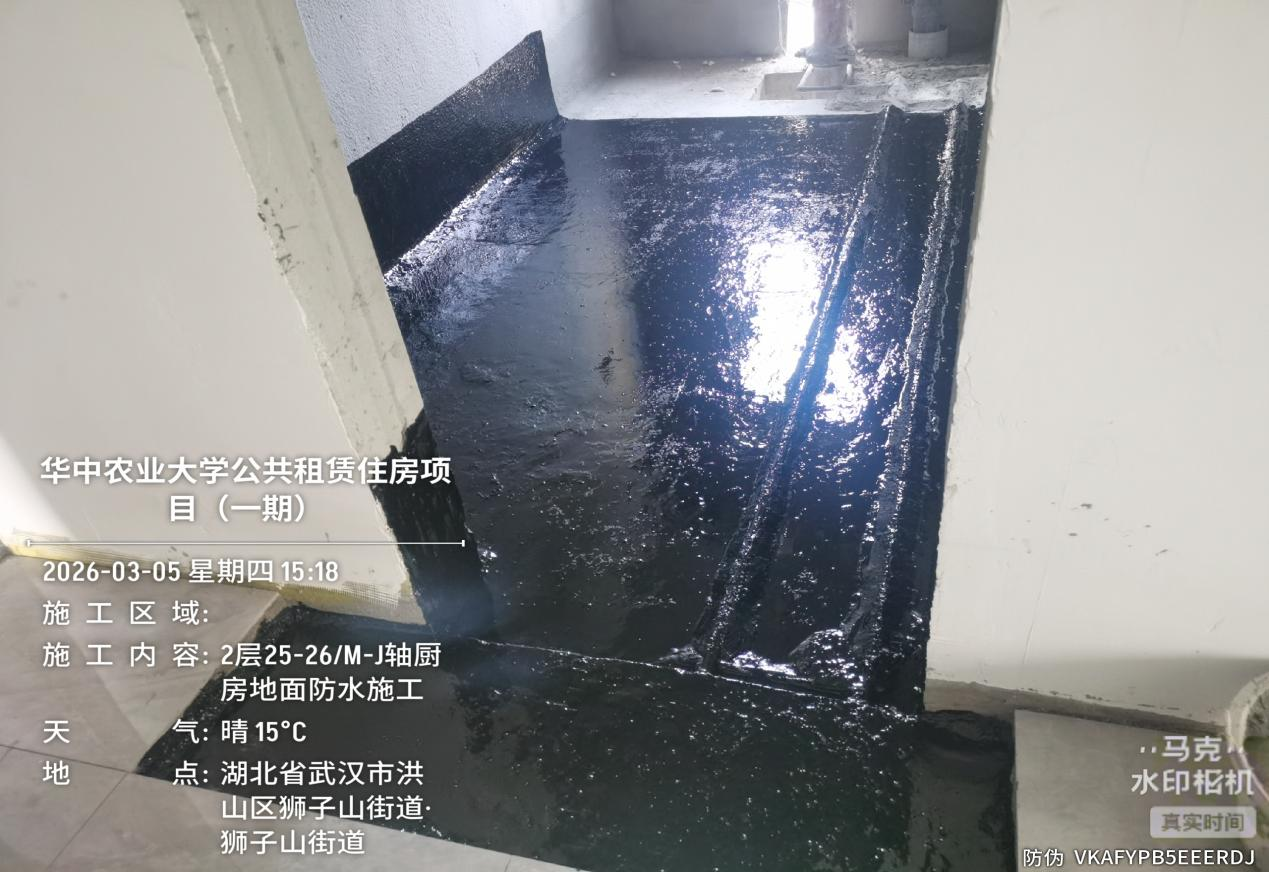 华中农业大学公共租赁住房项
目（一期）
2026-03-05 星期四 15:18
施工区域:
施工内容: 2层25-26/M-J轴厨
房地面防水施工
天气: 晴 15°C
地点: 湖北省武汉市洪
山区狮子山街道·
狮子山街道
马克
水印相机
真实时间
防伪 VKAFYPB5EEERDJ